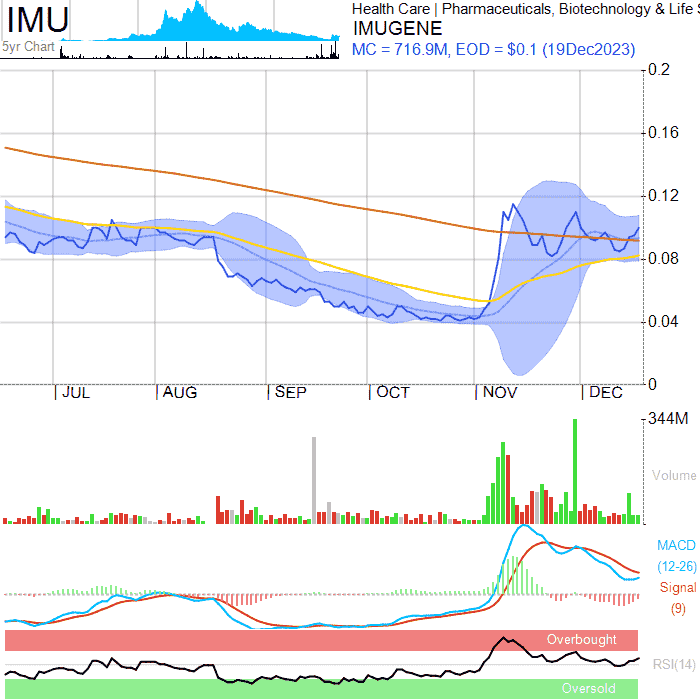 IMU
5yr Chart
Health Care | Pharmaceuticals, Biotechnology & Life S
IMUGENE
MC = 716.9M, EOD = $0.1 (19Dec2023)
0.2
0.16
0.12
0.08
0.04
0
JUL AUG SEP OCT NOV DEC
344M
Volume
MACD
(12-26)
Signal
(9)
Overbought
RSI(14)
Oversold